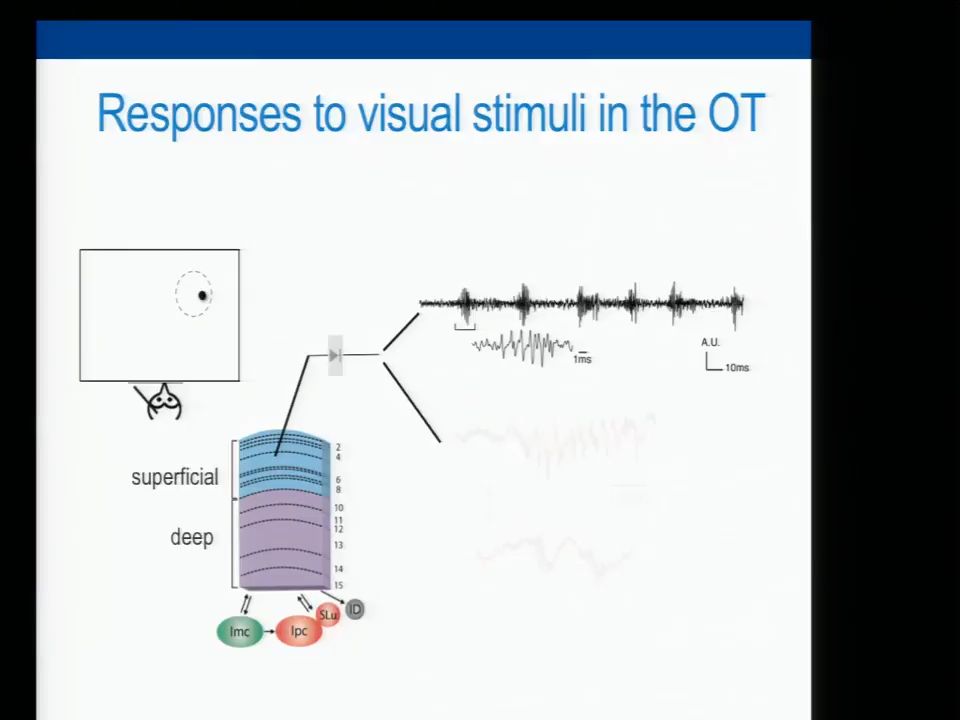 Responses to visual stimuli in the OT
A.U.
1ms
10ms
superficial
deep
2
4
6
8
10
11
12
13
14
15
Imc
Ipc
SLu
ID